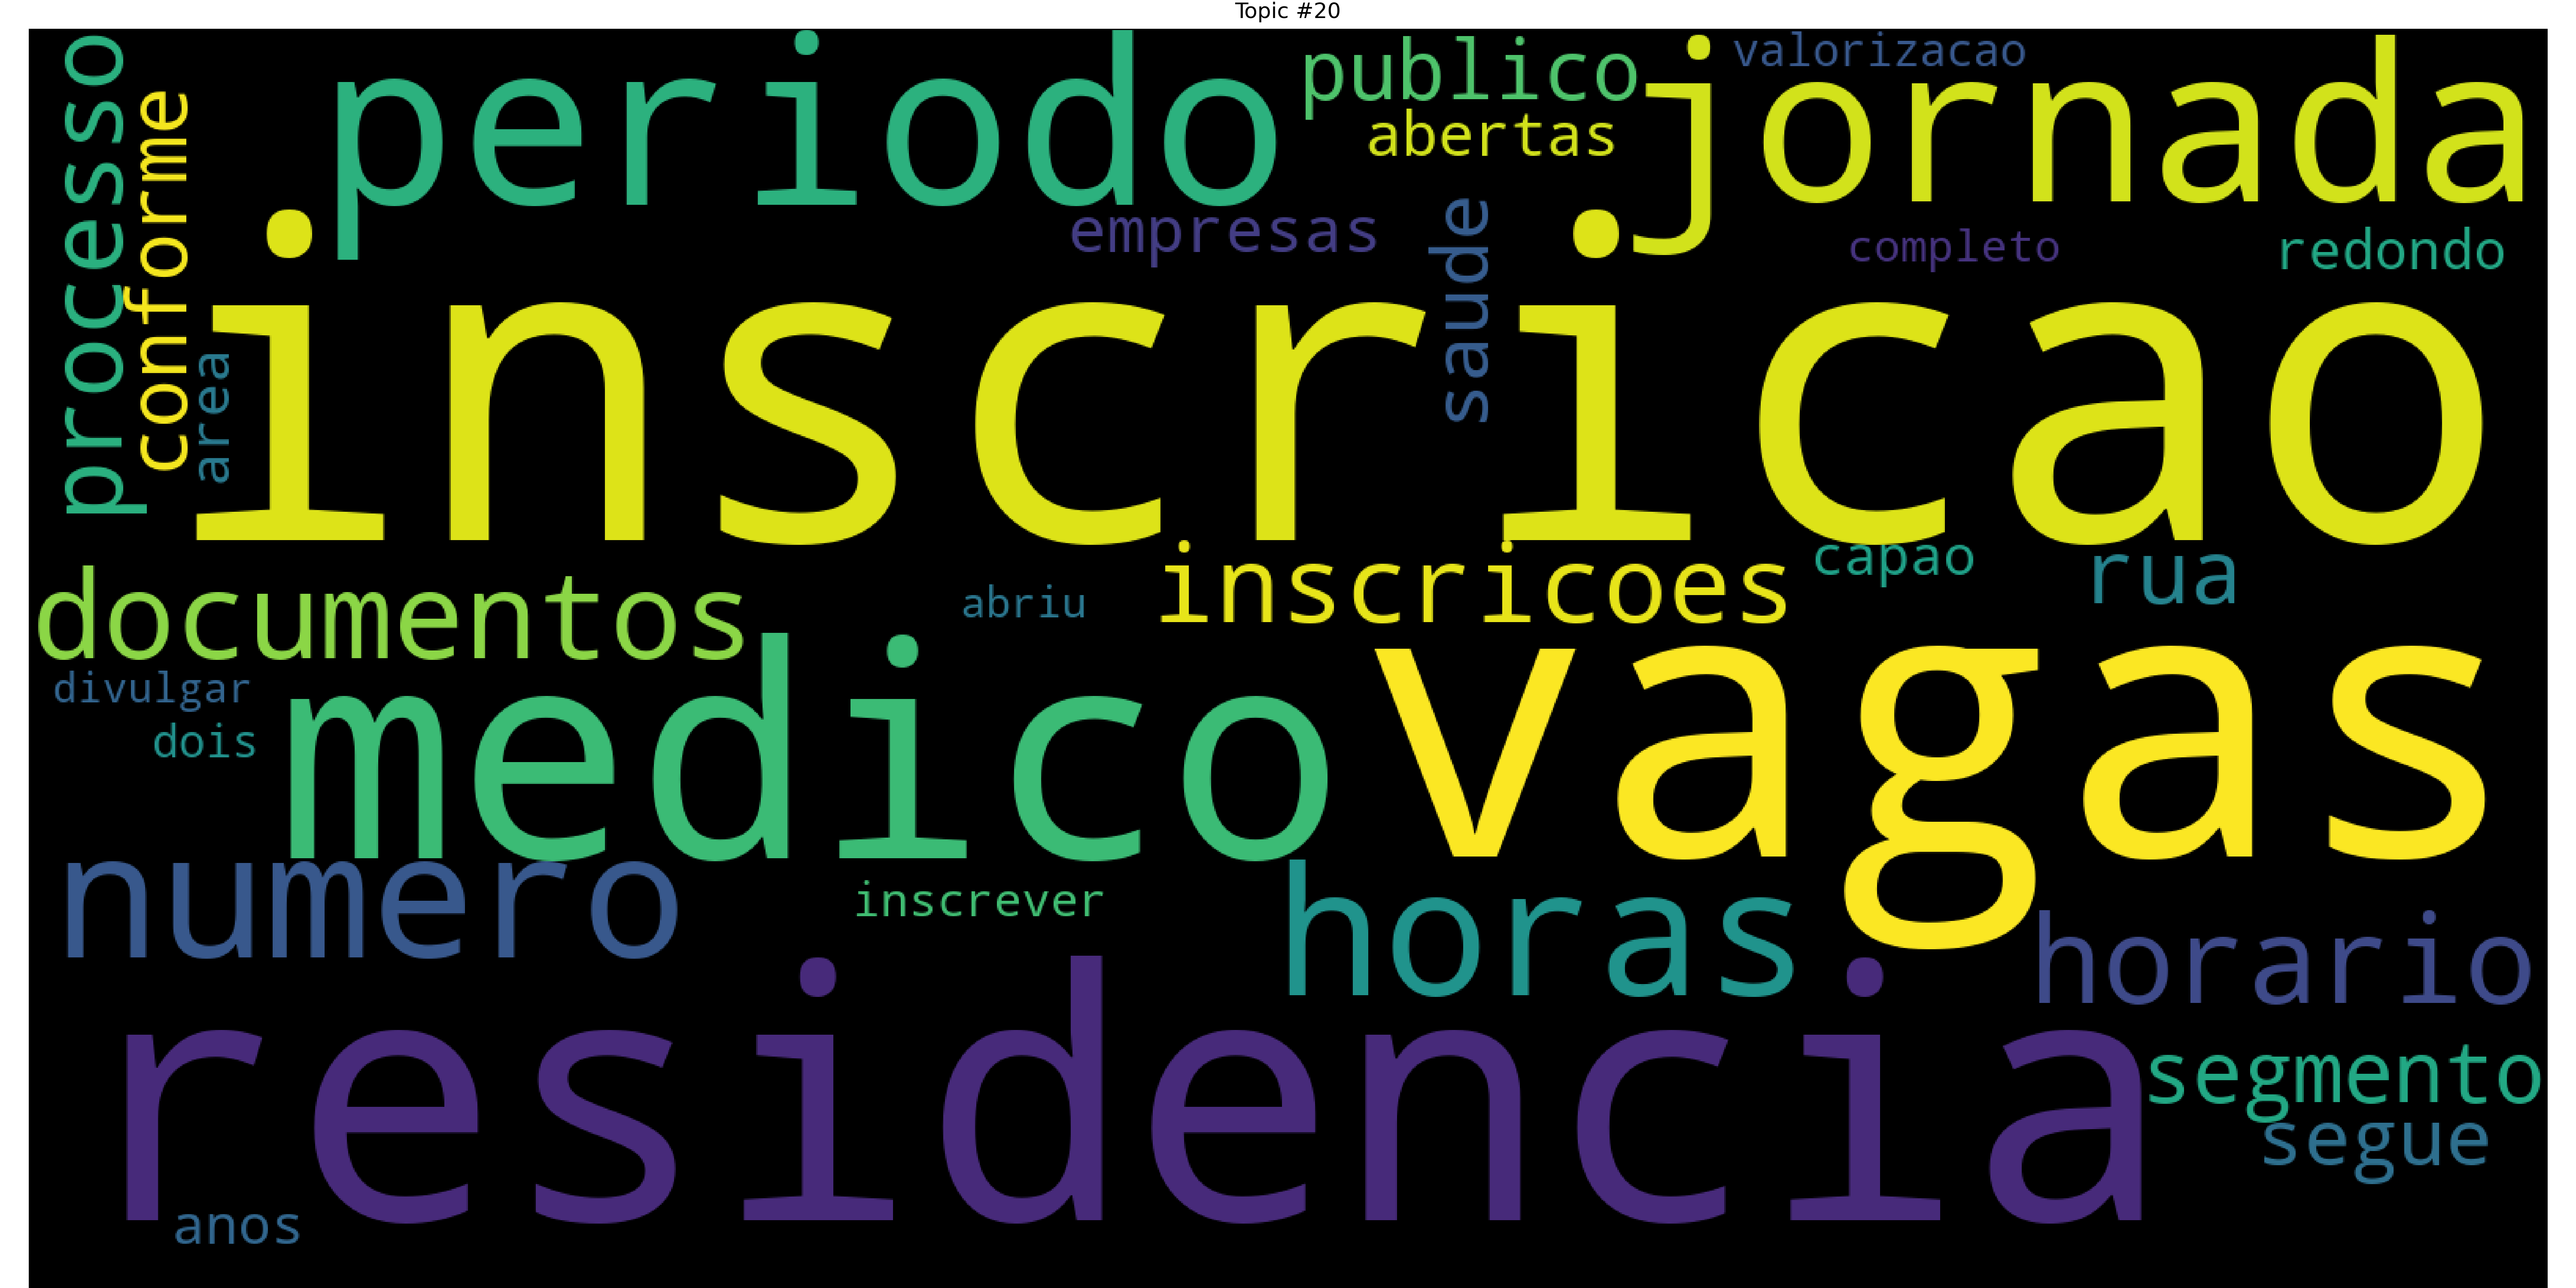 Topic #20
processo
conforme
area
periodo
publico
abertas
jornada
valorizacao
empresas
saude
completo
redondo
inscricao
documentos
abriu
inscricoes
capao
rua
divulgar
dois
medico
vagas
numero
inscrever
horas
horario
residencia
segmento
segue
anos